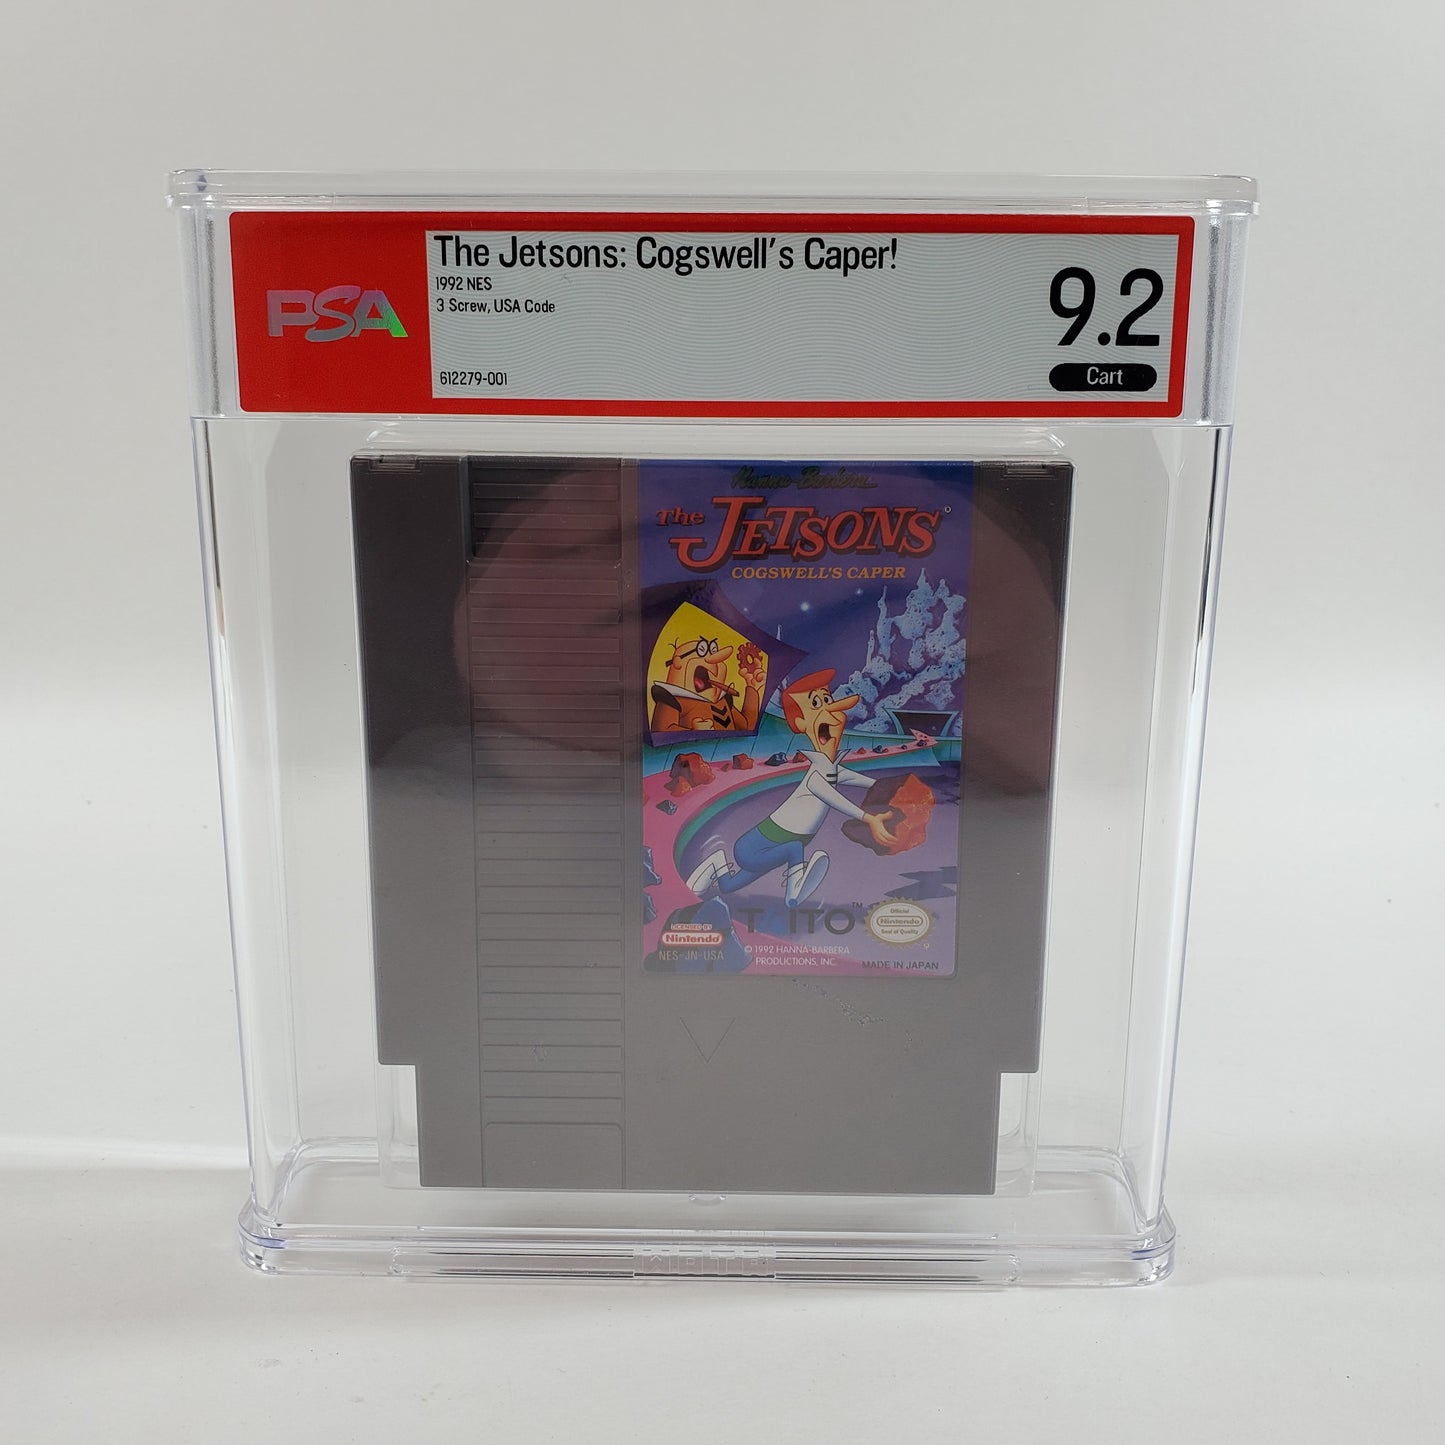 PSA
The Jetsons: Cogswell's Caper!
1992 NES
3 Screw, USA Code
612279-001
9.2
Cart
Hanna-Barbera
The JETSONS
COGSWELL'S CAPER
TAITO™
LICENSED BY
Nintendo
NES-JN-USA
© 1992 HANNA-BARBERA
PRODUCTIONS, INC.
Official
Nintendo
Seal of Quality
MADE IN JAPAN
WATA